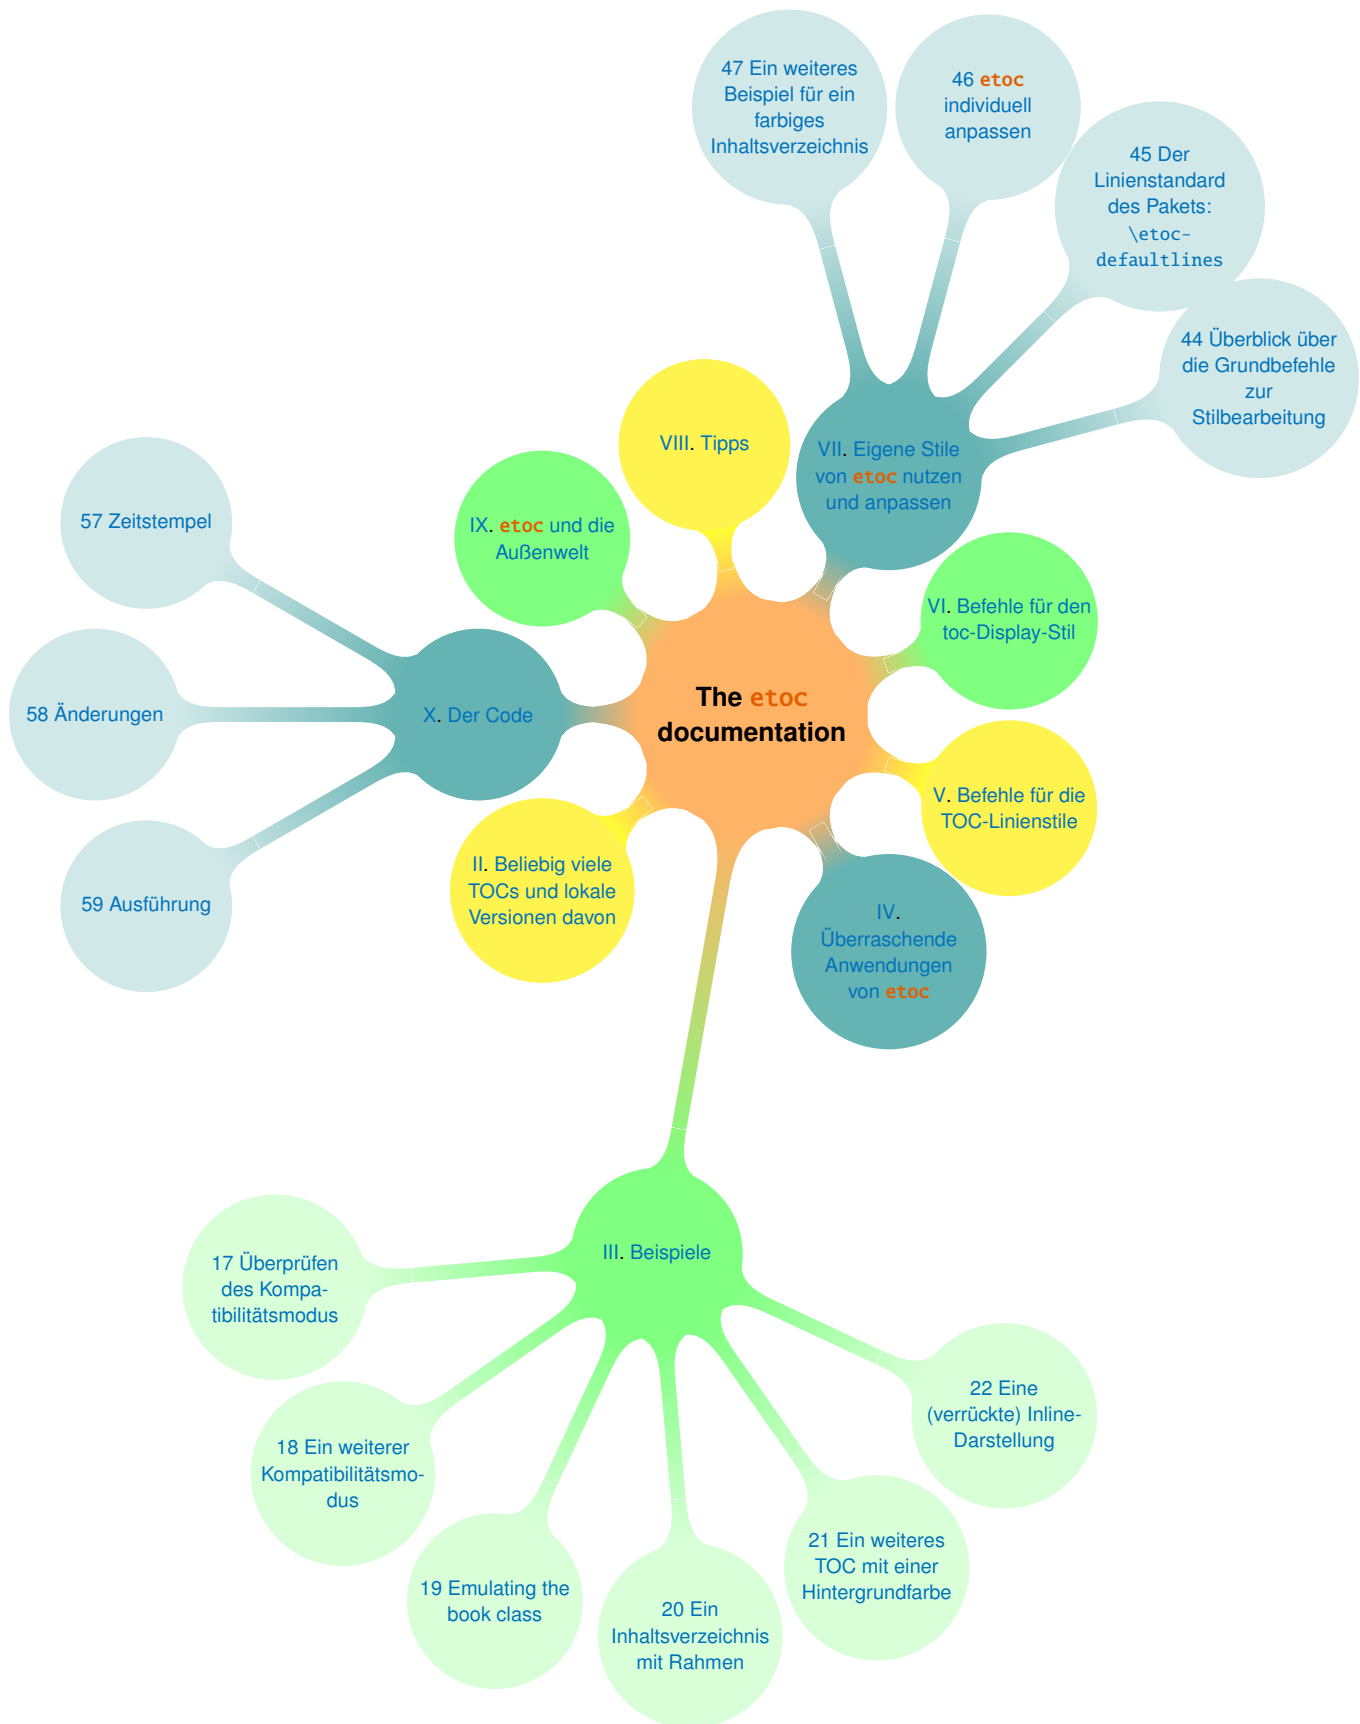 The etoc
documentation
II. Beliebig viele
TOCs und lokale
Versionen davon
III. Beispiele
17 Überprüfen
des Kompa-
tibilitätsmodus
18 Ein weiterer
Kompatibilitätsmo-
dus
19 Emulating the
book class
20 Ein
Inhaltsverzeichnis
mit Rahmen
21 Ein weiteres
TOC mit einer
Hintergrundfarbe
22 Eine
(verrückte) Inline-
Darstellung
IV.
Überraschende
Anwendungen
von etoc
V. Befehle für die
TOC-Linienstile
VI. Befehle für den
toc-Display-Stil
VII. Eigene Stile
von etoc nutzen
und anpassen
44 Überblick über
die Grundbefehle
zur
Stilbearbeitung
45 Der
Linienstandard
des Pakets:
\etoc-
defaultlines
46 etoc
individuell
anpassen
47 Ein weiteres
Beispiel für ein
farbiges
Inhaltsverzeichnis
VIII. Tipps
IX. etoc und die
Außenwelt
X. Der Code
57 Zeitstempel
58 Änderungen
59 Ausführung